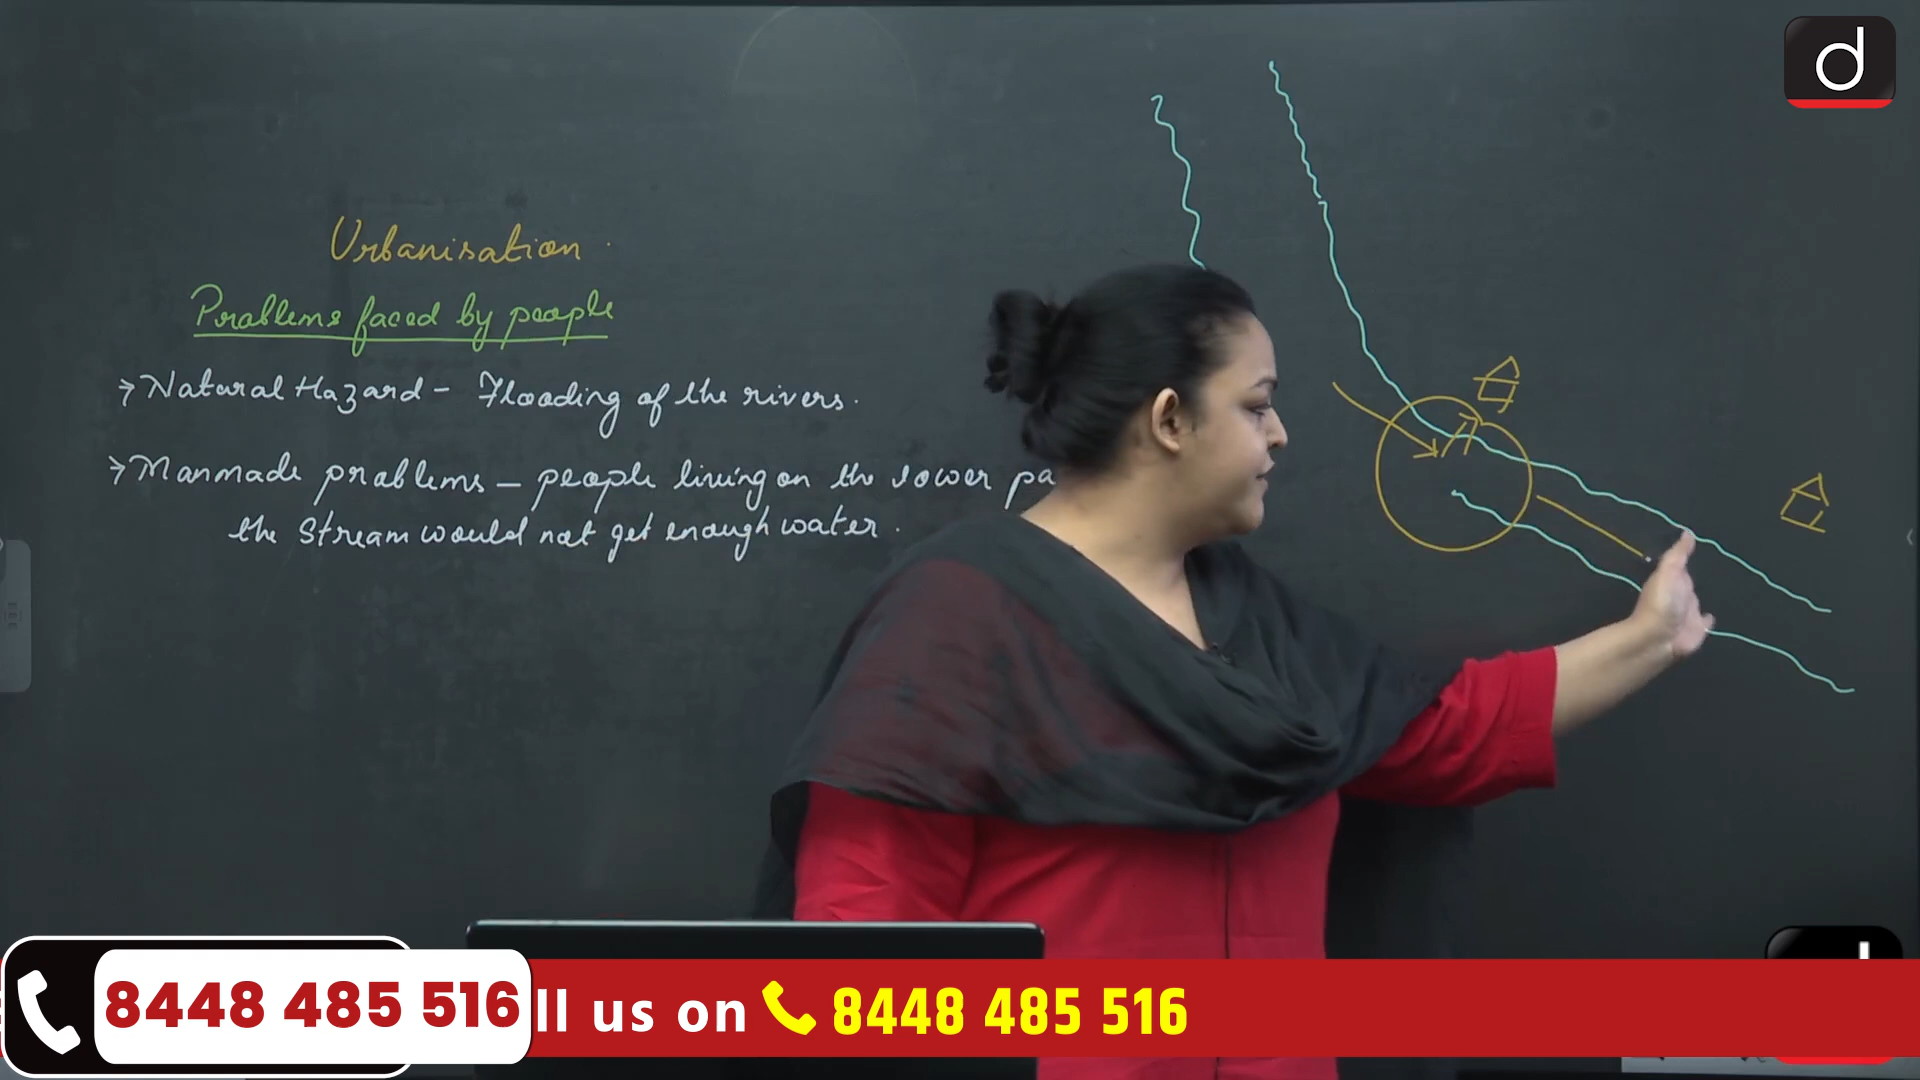 d
Urbanisation
Problems faced by people
→ Natural Hazard - Flooding of the rivers.
→ Manmade problems - people living on the lower pa
the stream would not get enough water.
8448 485 516
ll us on 8448 485 516